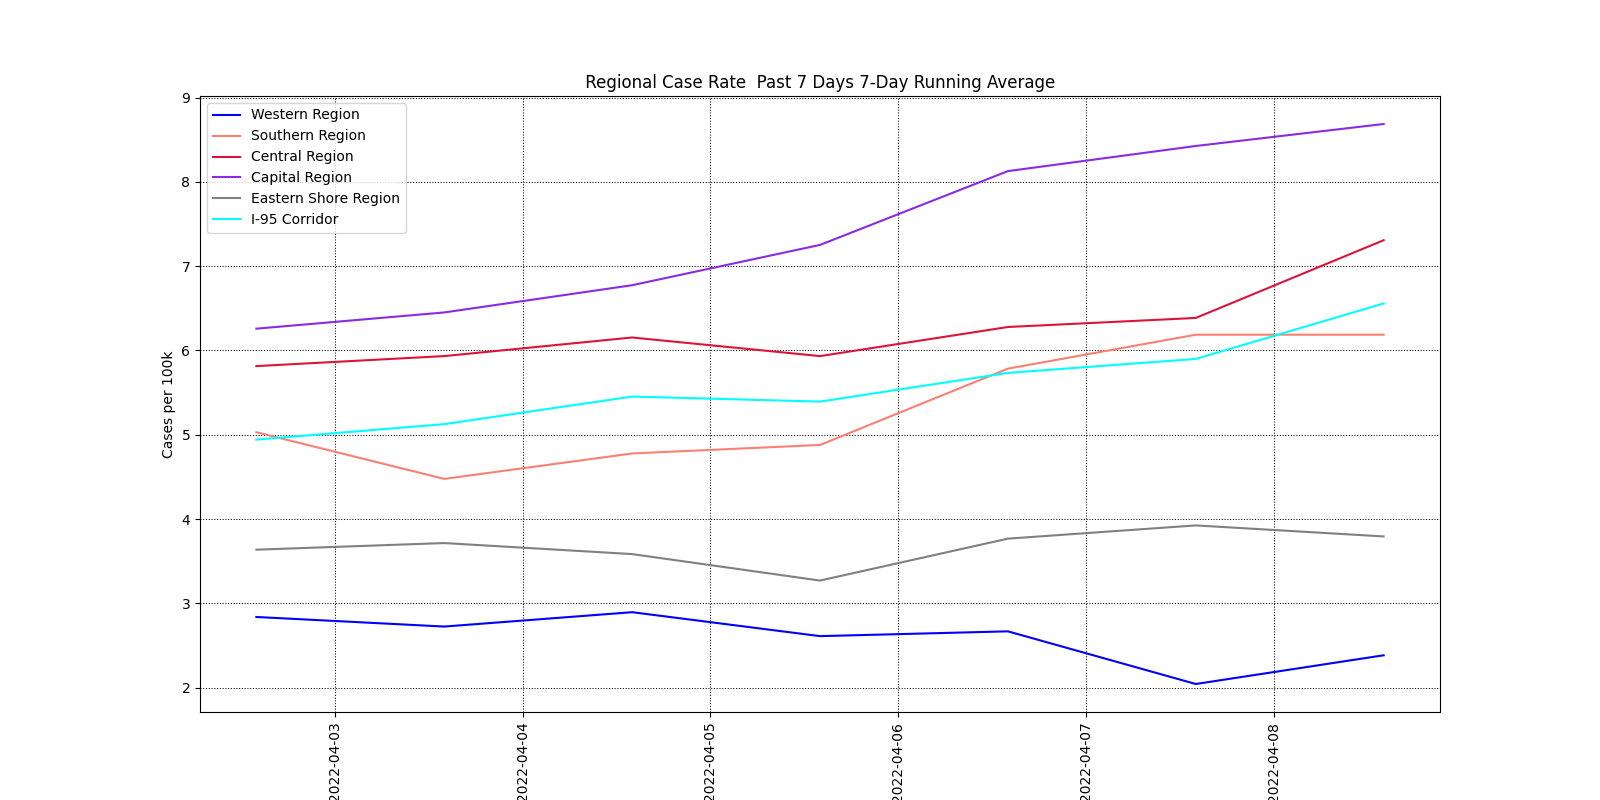 Regional Case Rate  Past 7 Days 7-Day Running Average
Western Region
Southern Region
Central Region
Capital Region
Eastern Shore Region
I-95 Corridor
Cases per 100k
9
8
7
6
5
4
3
2
2022-04-03
2022-04-04
2022-04-05
2022-04-06
2022-04-07
2022-04-08